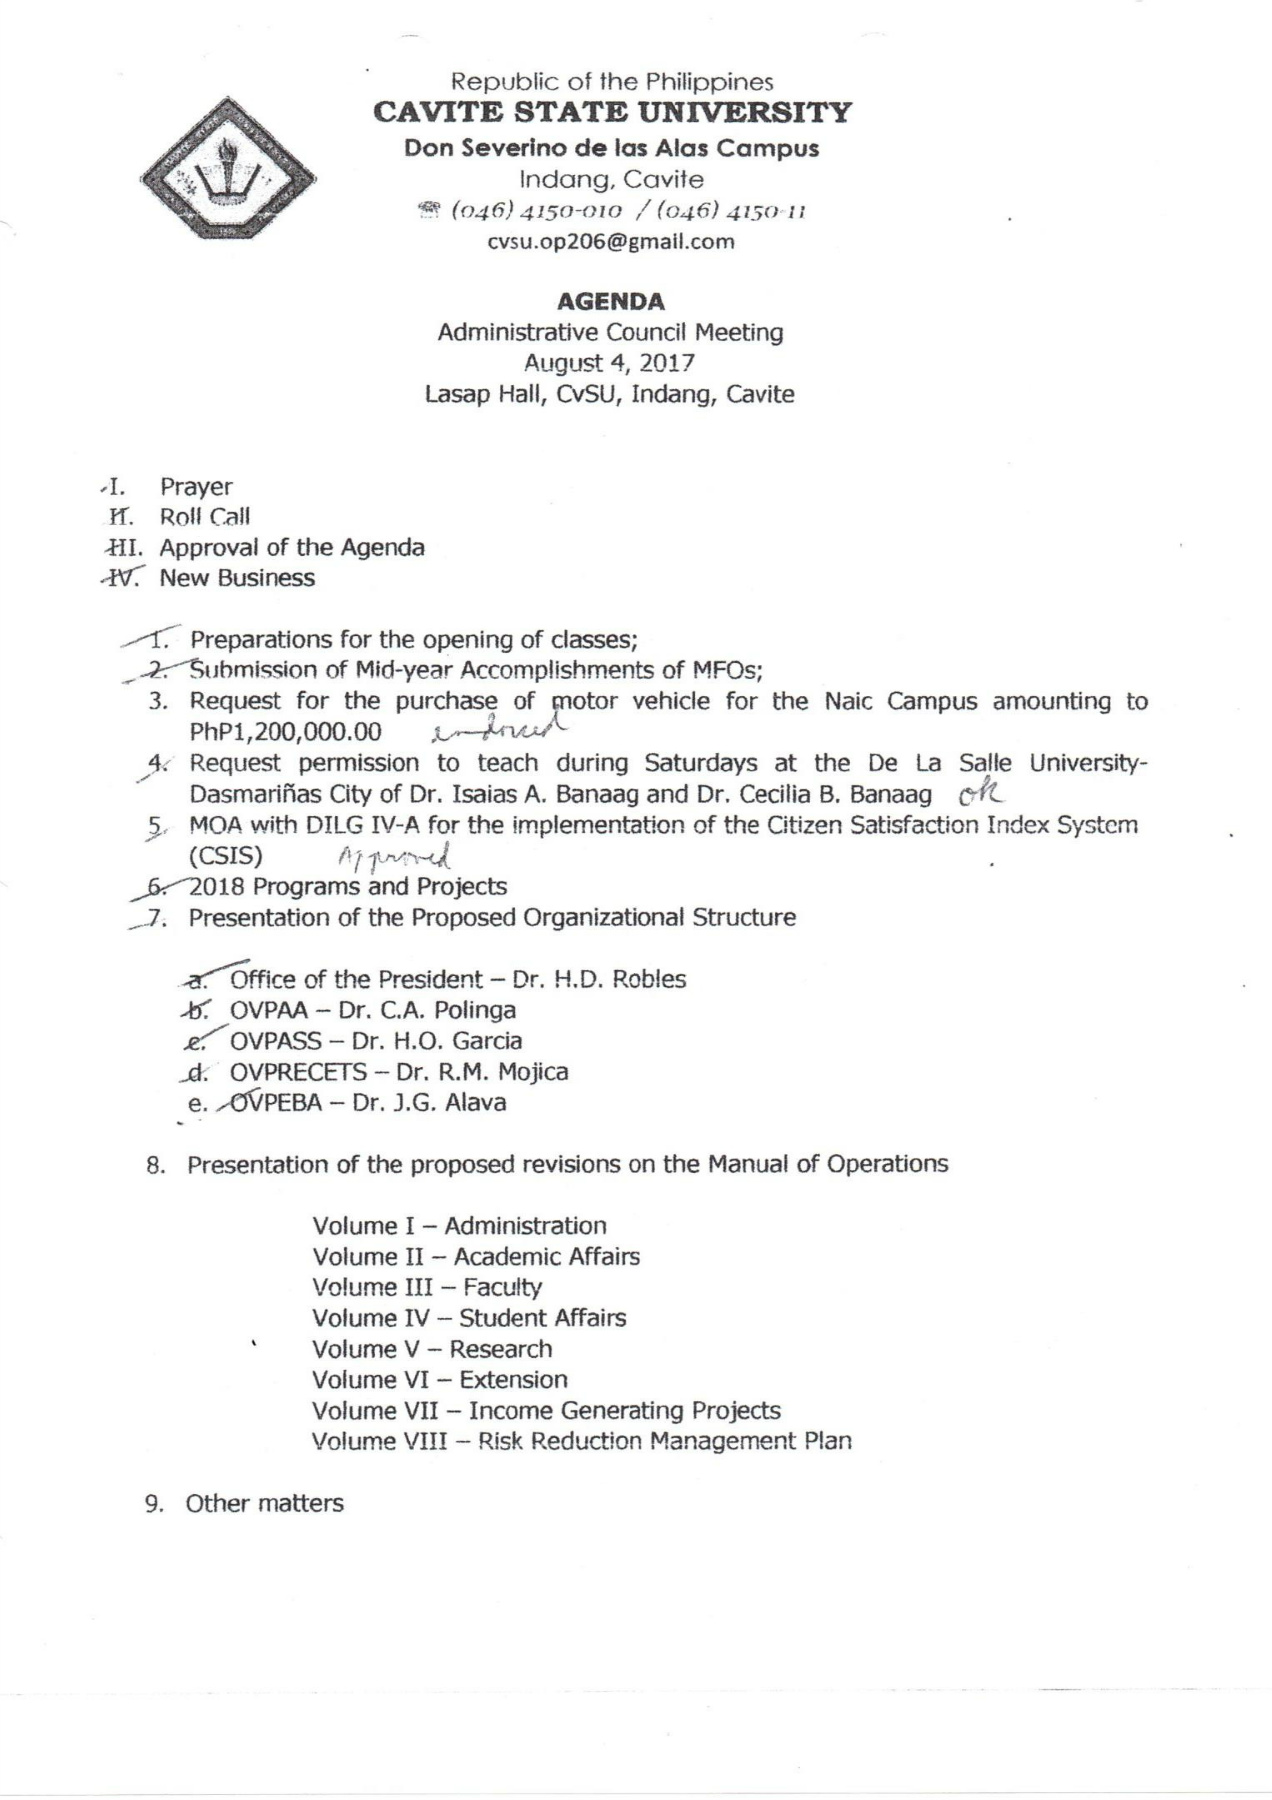 Republic of the Philippines
CAVITE STATE UNIVERSITY
Don Severino de las Alas Campus
Indang, Cavite
☏ (046) 4150-010 / (046) 4150-11
cvsu.op206@gmail.com
AGENDA
Administrative Council Meeting
August 4, 2017
Lasap Hall, CvSU, Indang, Cavite
I. Prayer
II. Roll Call
III. Approval of the Agenda
IV. New Business
1. Preparations for the opening of classes;
2. Submission of Mid-year Accomplishments of MFOs;
3. Request for the purchase of motor vehicle for the Naic Campus amounting to
PhP1,200,000.00 endorsed
4. Request permission to teach during Saturdays at the De La Salle University-
Dasmariñas City of Dr. Isaias A. Banaag and Dr. Cecilia B. Banaag ok
5. MOA with DILG IV-A for the implementation of the Citizen Satisfaction Index System
(CSIS) Approved
6. 2018 Programs and Projects
7. Presentation of the Proposed Organizational Structure
a. Office of the President – Dr. H.D. Robles
b. OVPAA – Dr. C.A. Polinga
c. OVPASS – Dr. H.O. Garcia
d. OVPRECETS – Dr. R.M. Mojica
e. OVPEBA – Dr. J.G. Alava
8. Presentation of the proposed revisions on the Manual of Operations
Volume I – Administration
Volume II – Academic Affairs
Volume III – Faculty
Volume IV – Student Affairs
Volume V – Research
Volume VI – Extension
Volume VII – Income Generating Projects
Volume VIII – Risk Reduction Management Plan
9. Other matters